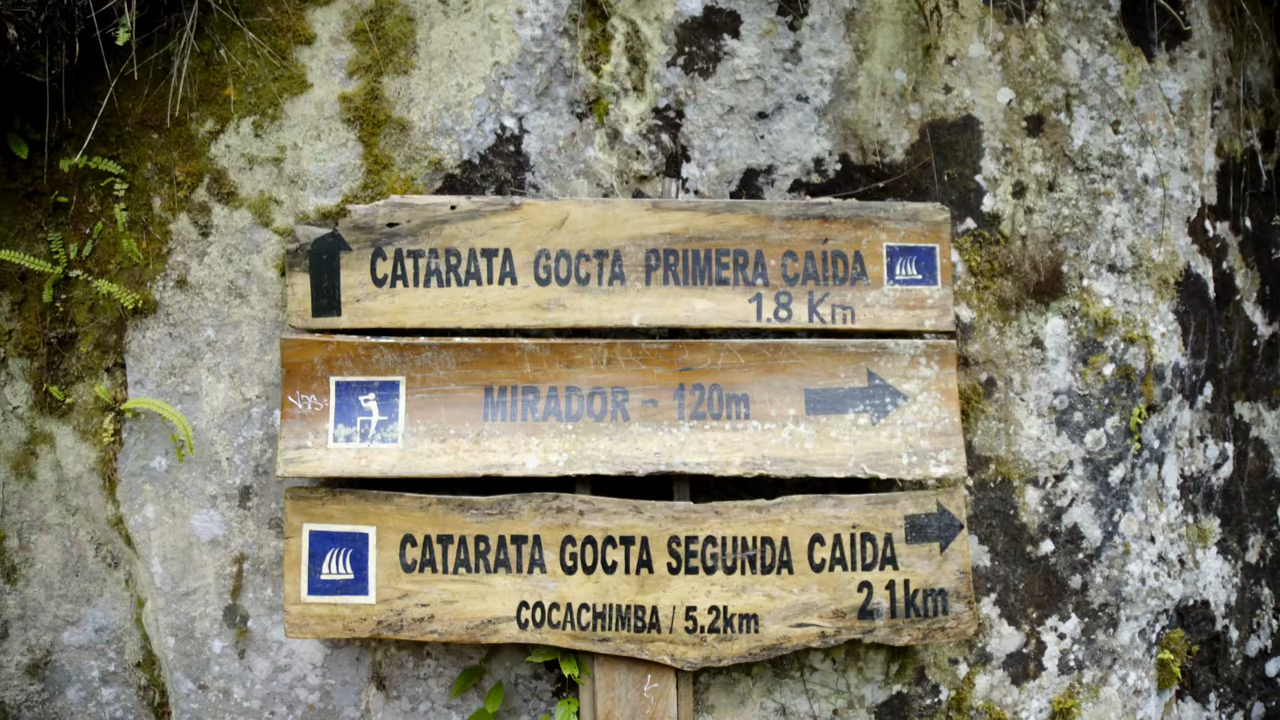 CATARATA GOCTA PRIMERA CAÍDA
1.8 Km
MIRADOR - 120m
CATARATA GOCTA SEGUNDA CAÍDA
2.1km
COCACHIMBA / 5.2km